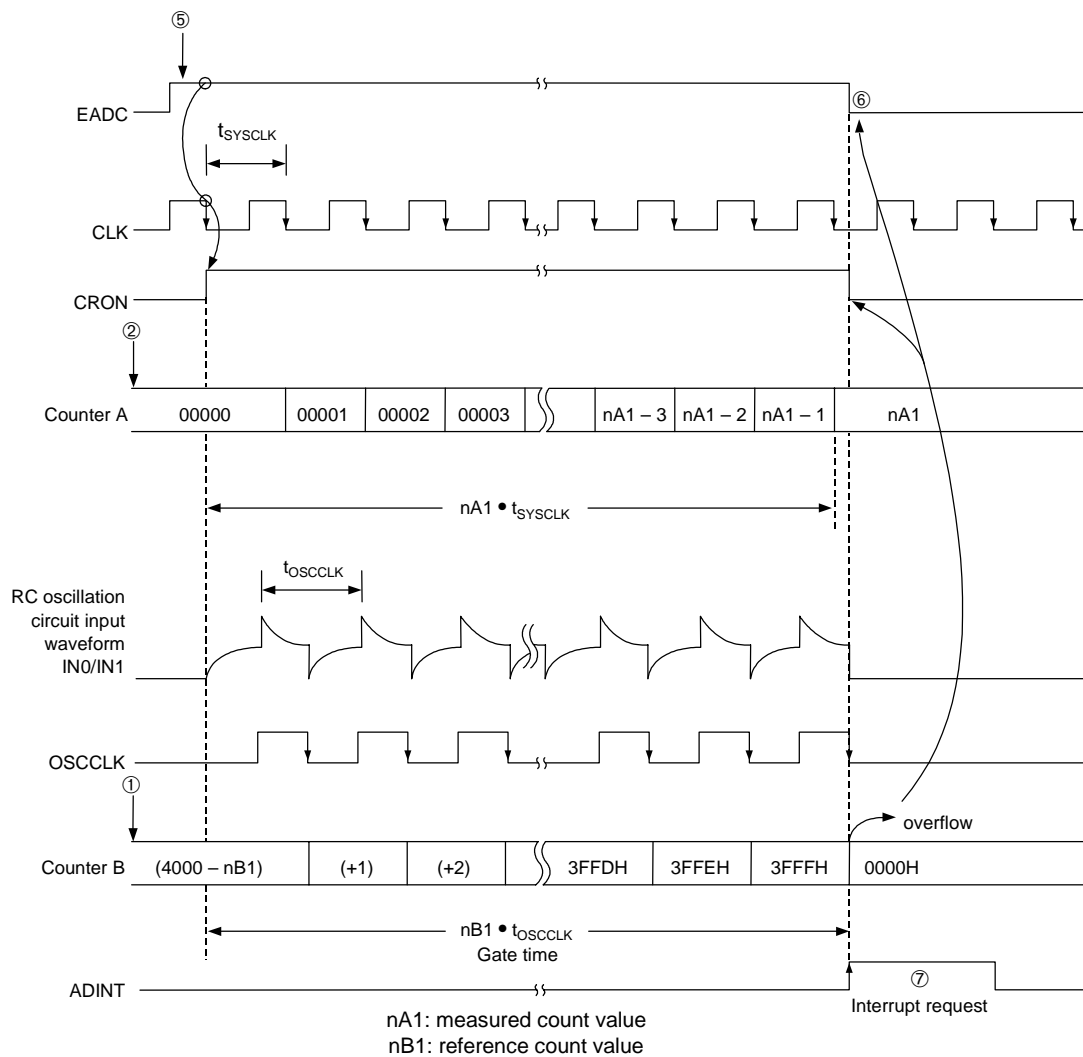 ⑤
EADC
⑥
tSYSCLK
CLK
CRON
②
Counter A 00000 00001 00002 00003 nA1 – 3 nA1 – 2 nA1 – 1 nA1
nA1 • tSYSCLK
tOSCCLK
RC oscillation
circuit input
waveform
IN0/IN1
OSCCLK
①
overflow
Counter B (4000 – nB1) (+1) (+2) 3FFDH 3FFEH 3FFFH 0000H
nB1 • tOSCCLK
Gate time
ADINT
⑦
Interrupt request
nA1: measured count value
nB1: reference count value